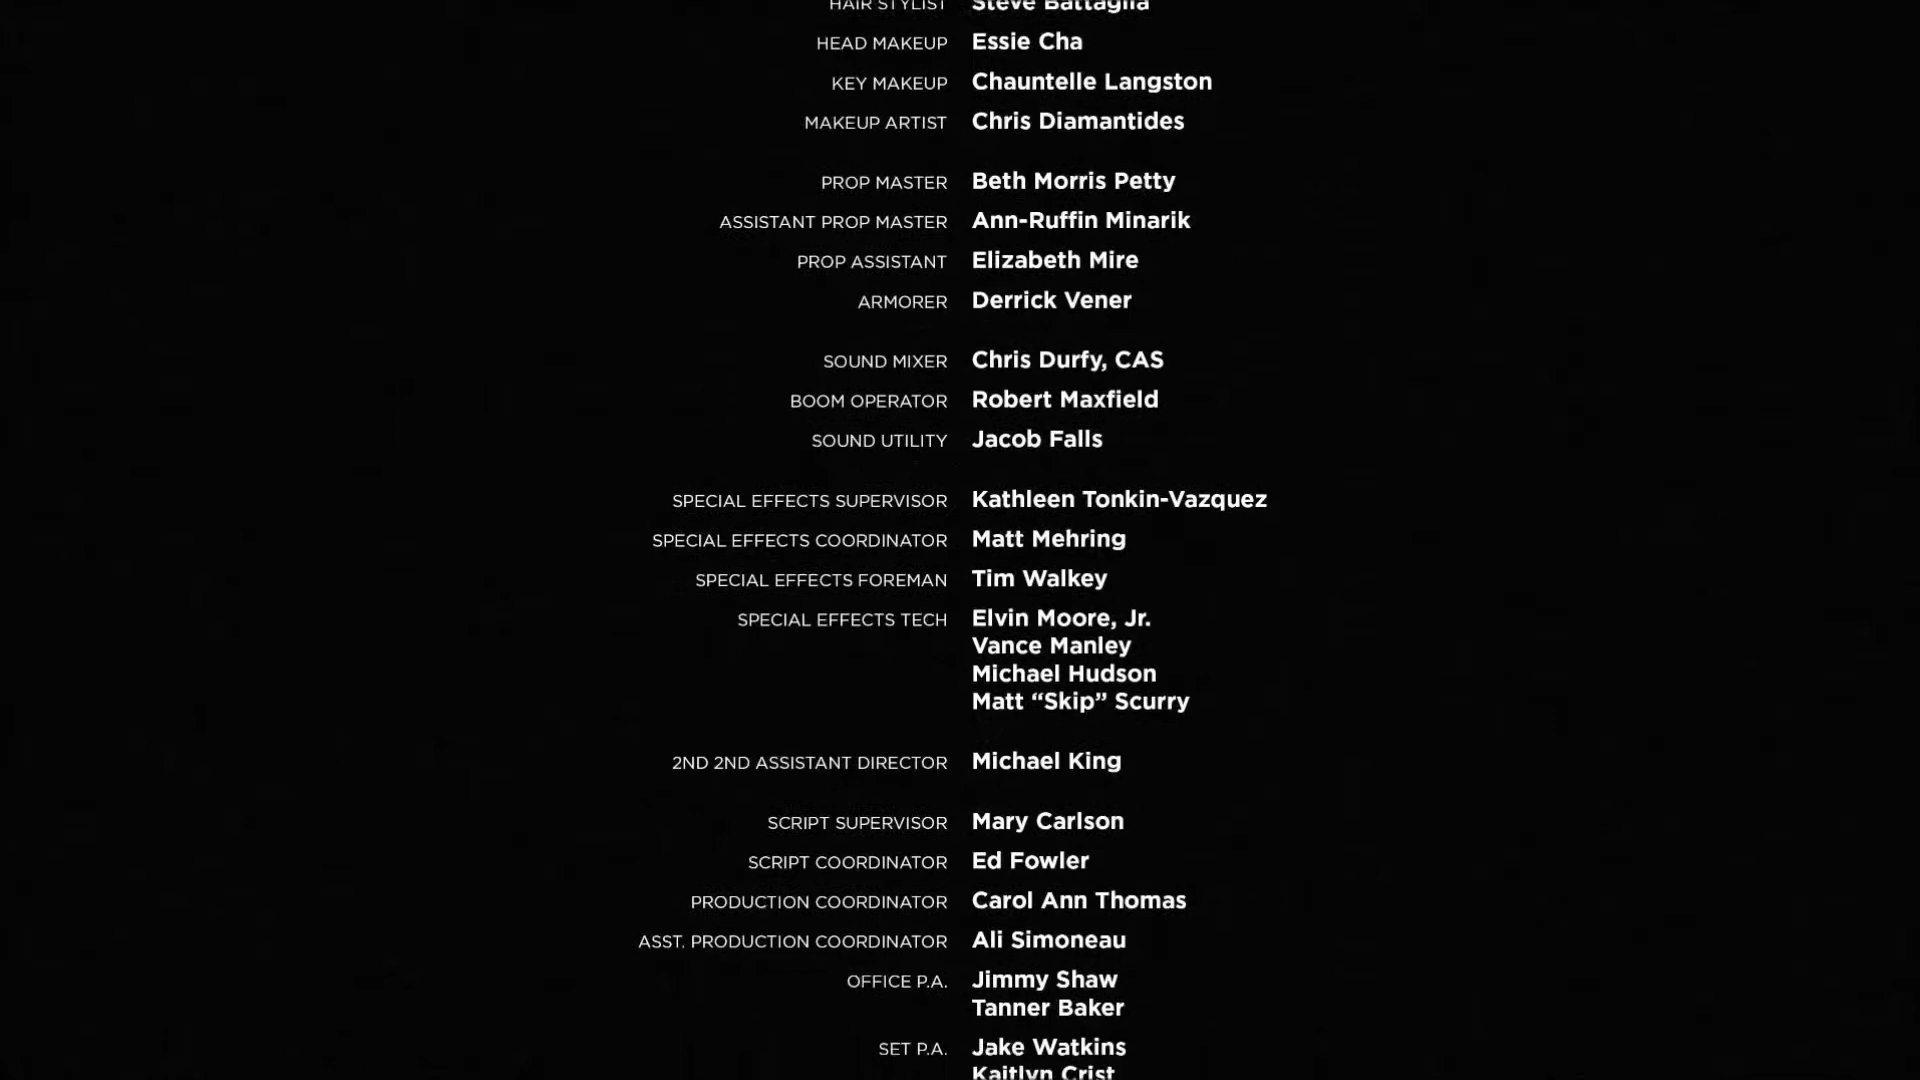 HAIR STYLIST Steve Battaglia
HEAD MAKEUP Essie Cha
KEY MAKEUP Chauntelle Langston
MAKEUP ARTIST Chris Diamantides
PROP MASTER Beth Morris Petty
ASSISTANT PROP MASTER Ann-Ruffin Minarik
PROP ASSISTANT Elizabeth Mire
ARMORER Derrick Vener
SOUND MIXER Chris Durfy, CAS
BOOM OPERATOR Robert Maxfield
SOUND UTILITY Jacob Falls
SPECIAL EFFECTS SUPERVISOR Kathleen Tonkin-Vazquez
SPECIAL EFFECTS COORDINATOR Matt Mehring
SPECIAL EFFECTS FOREMAN Tim Walkey
SPECIAL EFFECTS TECH Elvin Moore, Jr.
Vance Manley
Michael Hudson
Matt “Skip” Scurry
2ND 2ND ASSISTANT DIRECTOR Michael King
SCRIPT SUPERVISOR Mary Carlson
SCRIPT COORDINATOR Ed Fowler
PRODUCTION COORDINATOR Carol Ann Thomas
ASST. PRODUCTION COORDINATOR Ali Simoneau
OFFICE P.A. Jimmy Shaw
Tanner Baker
SET P.A. Jake Watkins
Kaitlyn Crist